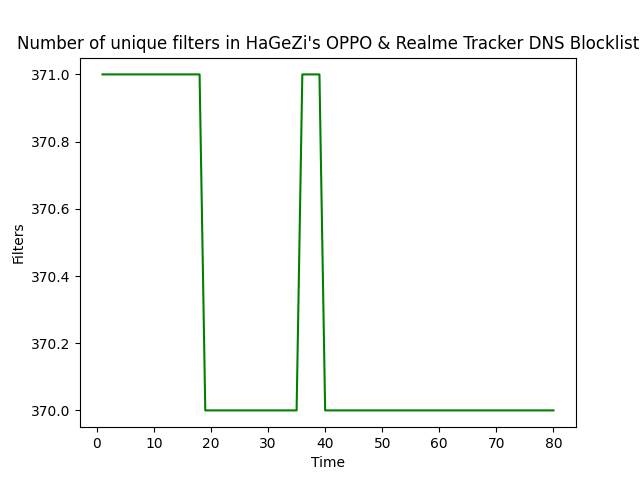 Number of unique filters in HaGeZi's OPPO & Realme Tracker DNS Blocklist
371.0
370.8
370.6
370.4
370.2
370.0
Filters
0 10 20 30 40 50 60 70 80
Time